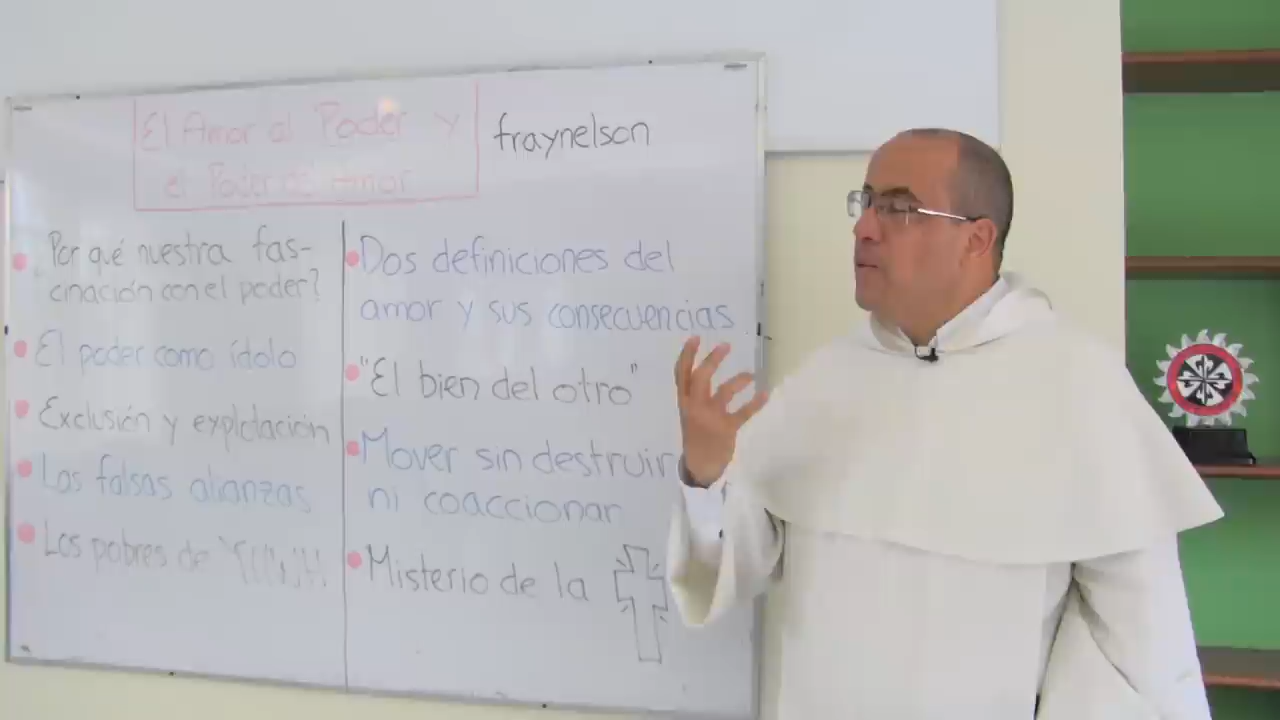 El Amor al Poder y
el Poder del Amor
fraynelson
¿Por qué nuestra fas-
cinación con el poder?
El poder como ídolo
Exclusión y explotación
Las falsas alianzas
Los pobres de
Dos definiciones del
amor y sus consecuencias
"El bien del otro"
Mover sin destruir
ni coaccionar
Misterio de la